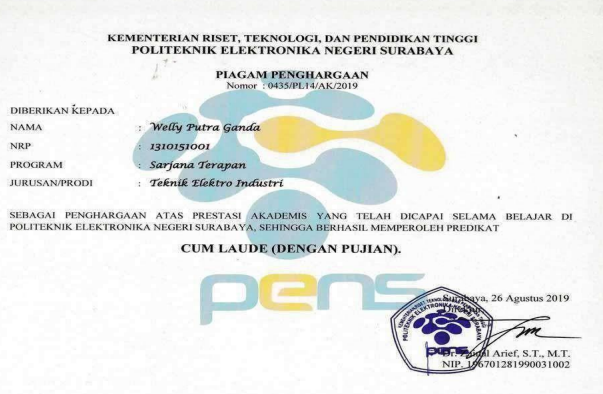 KEMENTERIAN RISET, TEKNOLOGI, DAN PENDIDIKAN TINGGI
POLITEKNIK ELEKTRONIKA NEGERI SURABAYA
PIAGAM PENGHARGAAN
Nomor : 0435/PL14/AK/2019
DIBERIKAN KEPADA
NAMA : Welly Putra Ganda
NRP : 1310151001
PROGRAM : Sarjana Terapan
JURUSAN/PRODI : Teknik Elektro Industri
SEBAGAI PENGHARGAAN ATAS PRESTASI AKADEMIS YANG TELAH DICAPAI SELAMA BELAJAR DI
POLITEKNIK ELEKTRONIKA NEGERI SURABAYA, SEHINGGA BERHASIL MEMPEROLEH PREDIKAT
CUM LAUDE (DENGAN PUJIAN).
pens
Surabaya, 26 Agustus 2019
Direktur
POLITEKNIK ELEKTRONIKA NEGERI SURABAYA
pens
Dr. Zainal Arief, S.T., M.T.
NIP. 196701281990031002